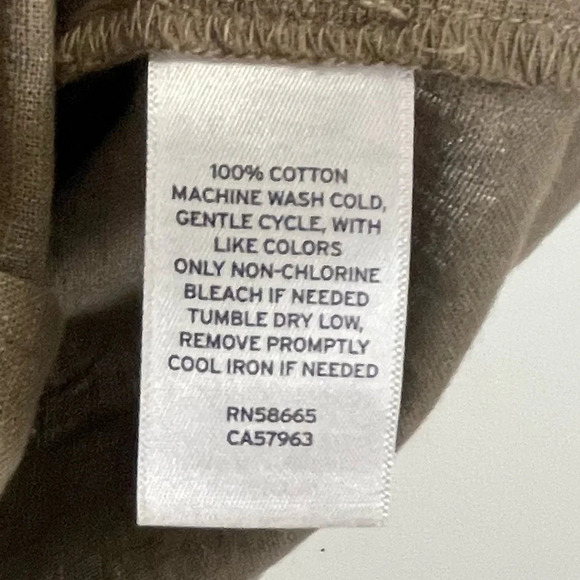 100% COTTON
MACHINE WASH COLD,
GENTLE CYCLE, WITH
LIKE COLORS
ONLY NON-CHLORINE
BLEACH IF NEEDED
TUMBLE DRY LOW,
REMOVE PROMPTLY
COOL IRON IF NEEDED
RN58665
CA57963